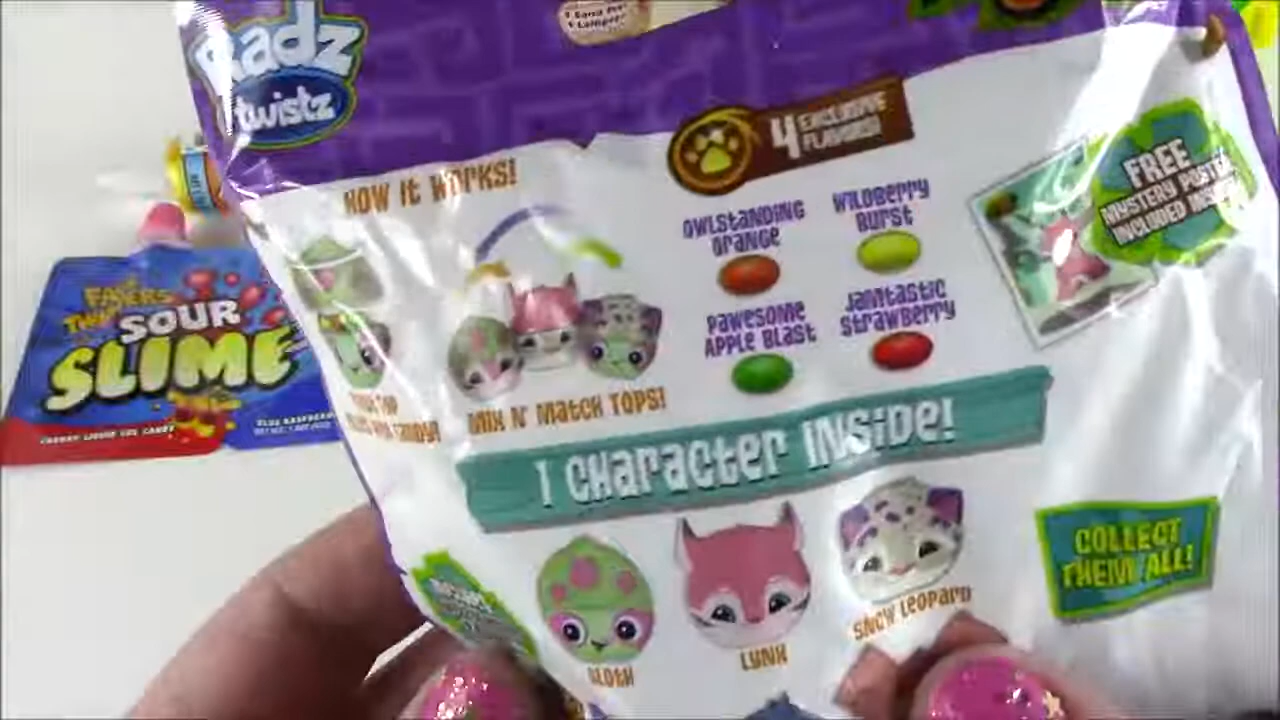 Radz
twistz
HOW IT WORKS!
4 EXCLUSIVE
FLAVORS!
OWLSTANDING
ORANGE
WILDBERRY
BURST
PAWESOME
APPLE BLAST
JAMTASTIC
STRAWBERRY
FREE
MYSTERY POSTER
INCLUDED INSIDE
MIX N' MATCH TOPS!
1 CHARACTER INSIDE!
SLOTH
LYNX
SNOW LEOPARD
COLLECT
THEM ALL!
SOUR
SLIME